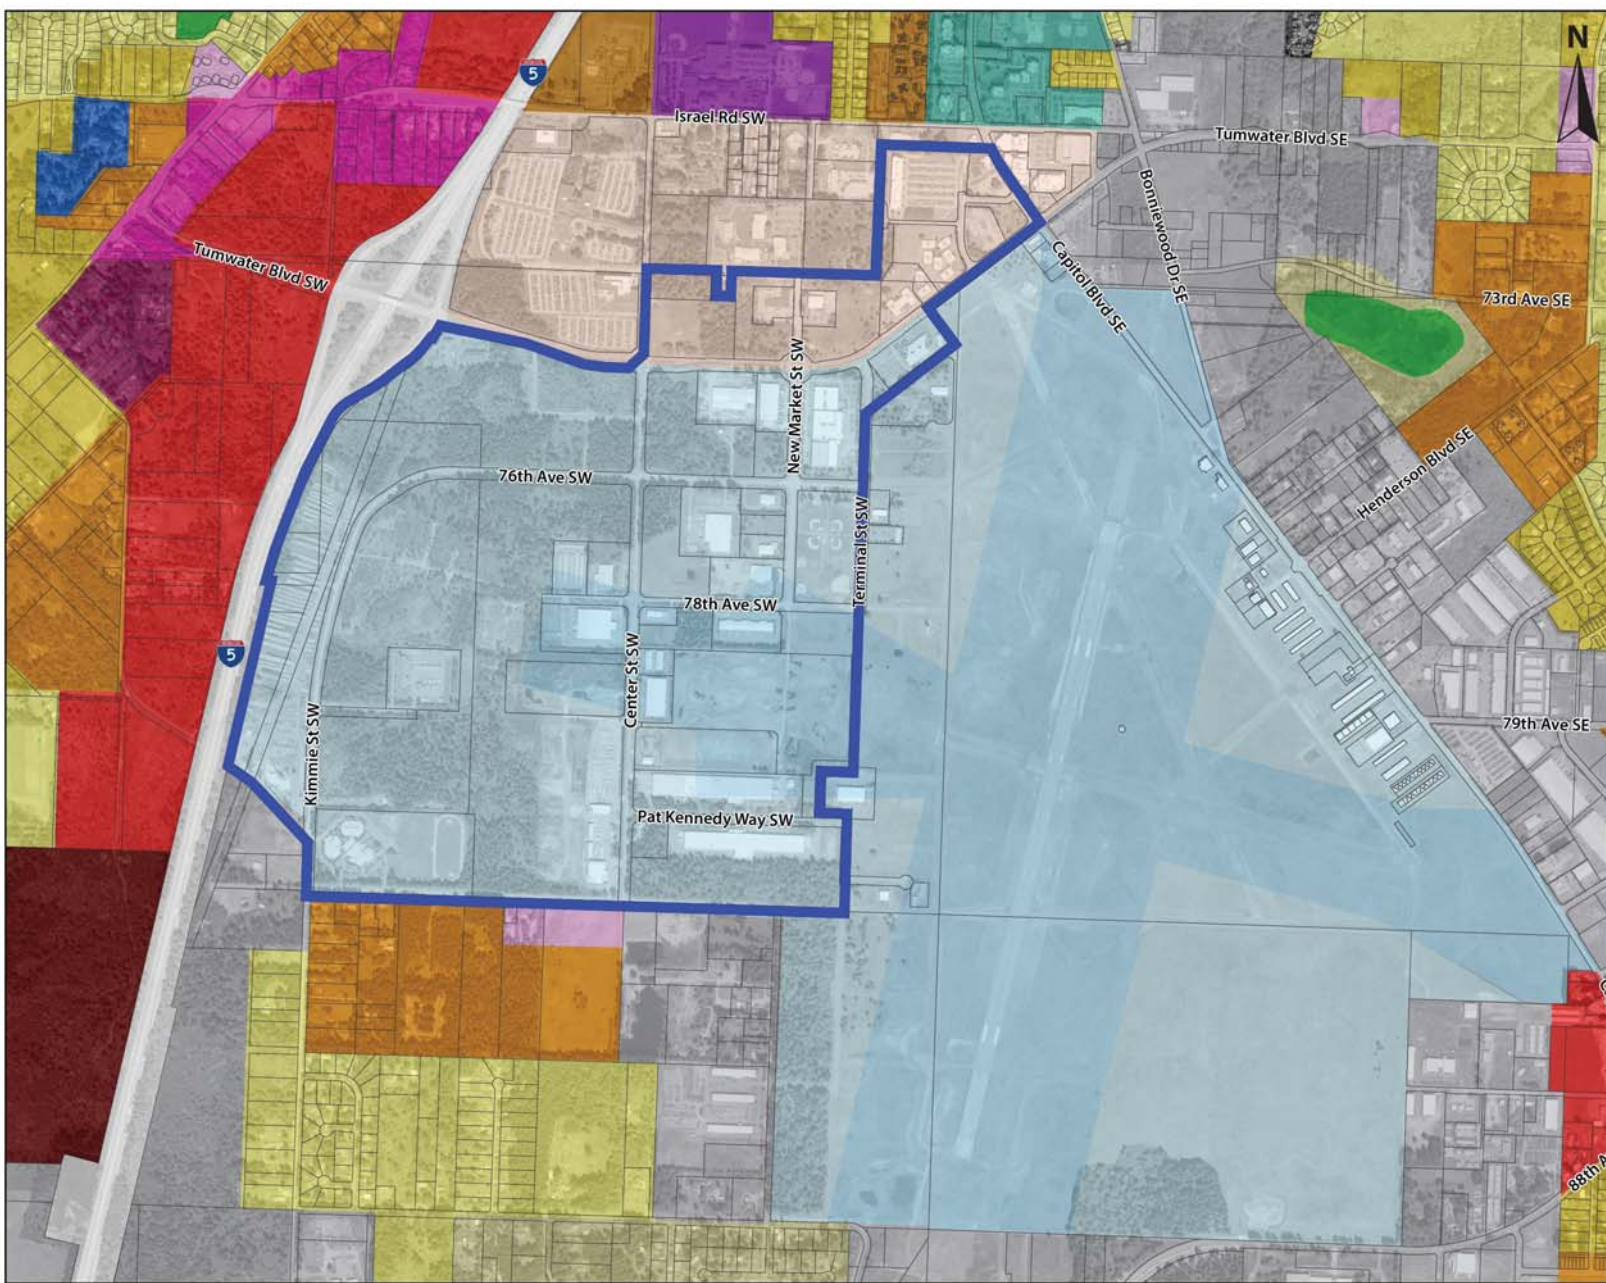 N
5
Israel Rd SW
Tumwater Blvd SE
Bonniewood Dr SE
Tumwater Blvd SW
Capitol Blvd SE
73rd Ave SE
New Market St SW
76th Ave SW
Henderson Blvd SE
Terminal St SW
78th Ave SW
5
Center St SW
Kimmie St SW
79th Ave SE
Pat Kennedy Way SW
88th A